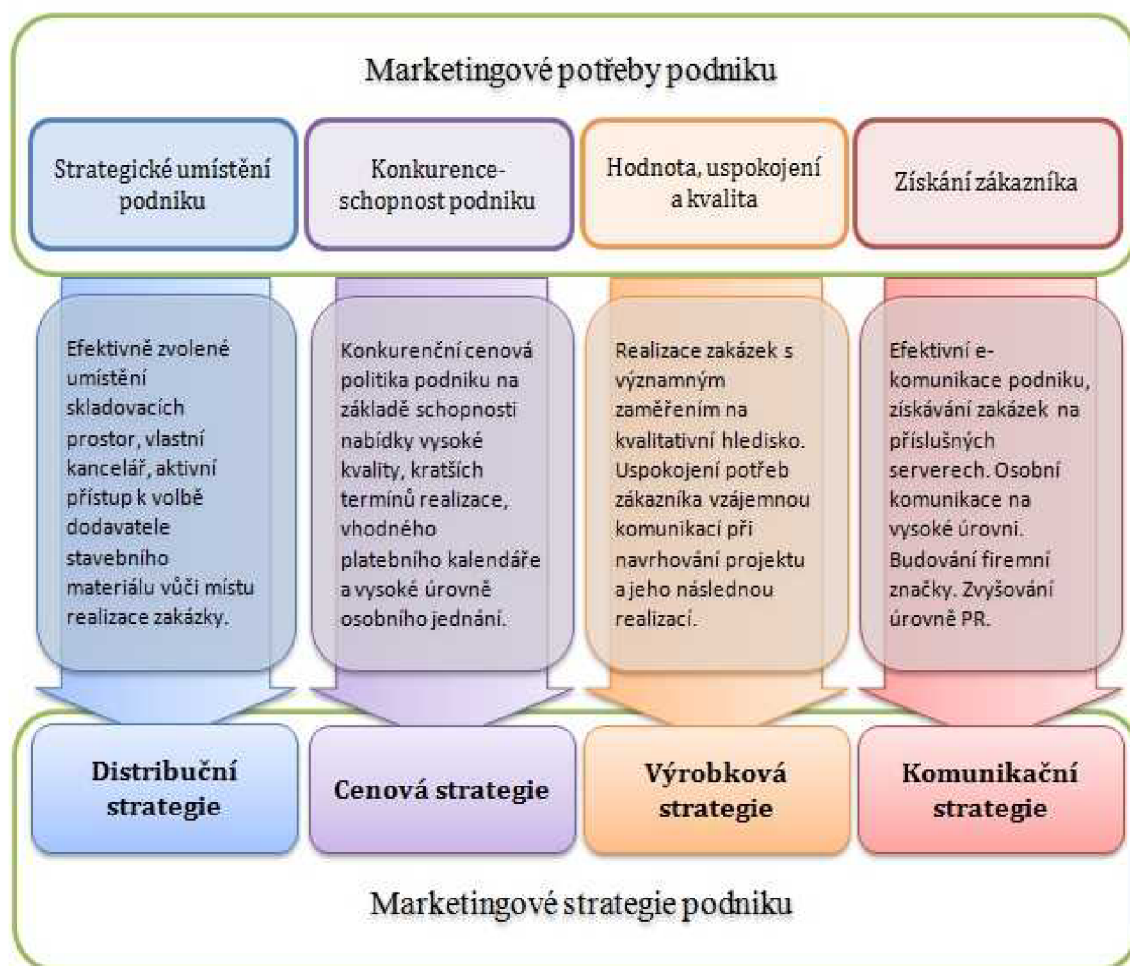 Marketingové potřeby podniku
Strategické umístění
podniku
Konkurence-
schopnost podniku
Hodnota, uspokojení
a kvalita
Získání zákazníka
Efektivně zvolené
umístění
skladovacích
prostor, vlastní
kancelář, aktivní
přístup k volbě
dodavatele
stavebního
materiálu vůči místu
realizace zakázky.
Konkurenční cenová
politika podniku na
základě schopnosti
nabídky vysoké
kvality, kratších
termínů realizace,
vhodného
platebního kalendáře
a vysoké úrovně
osobního jednání.
Realizace zakázek s
významným
zaměřením na
kvalitativní hledisko.
Uspokojení potřeb
zákazníka vzájemnou
komunikací při
navrhování projektu
a jeho následnou
realizací.
Efektivní e-
komunikace podniku,
získávání zakázek na
příslušných
serverech. Osobní
komunikace na
vysoké úrovni.
Budování firemní
značky. Zvyšování
úrovně PR.
Distribuční
strategie
Cenová strategie
Výrobková
strategie
Komunikační
strategie
Marketingové strategie podniku